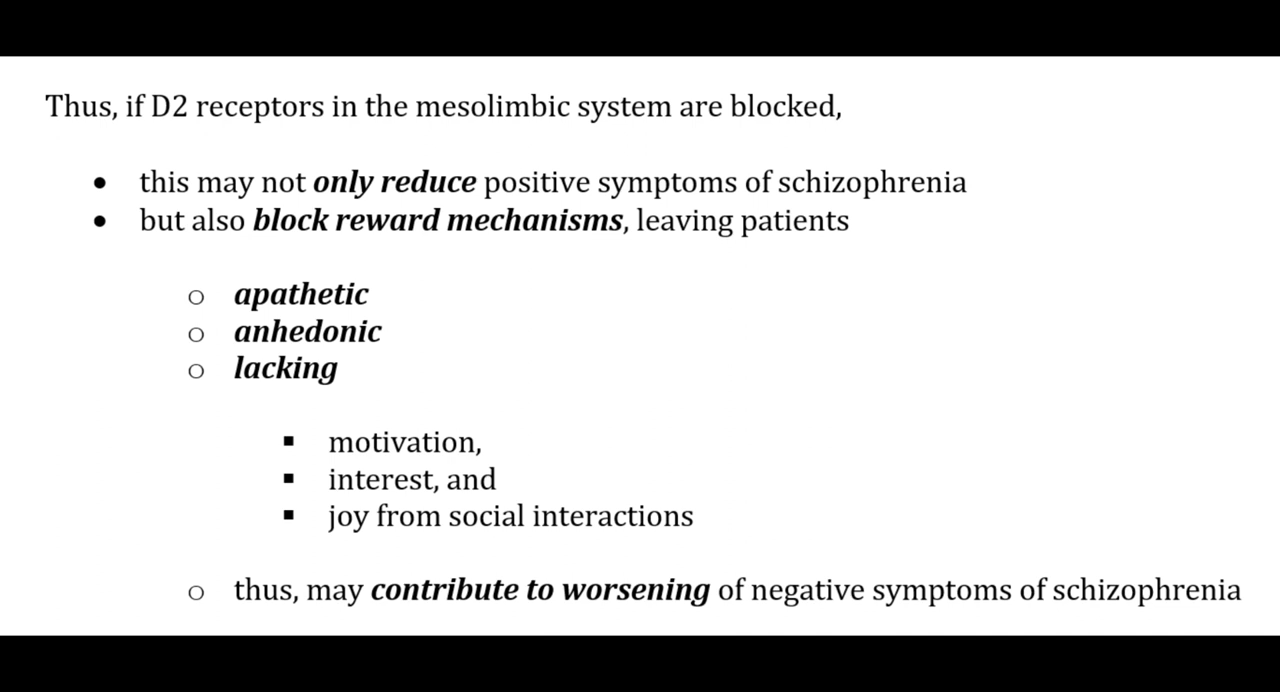 Thus, if D2 receptors in the mesolimbic system are blocked,
• this may not only reduce positive symptoms of schizophrenia
• but also block reward mechanisms, leaving patients
o apathetic
o anhedonic
o lacking
▪ motivation,
▪ interest, and
▪ joy from social interactions
o thus, may contribute to worsening of negative symptoms of schizophrenia